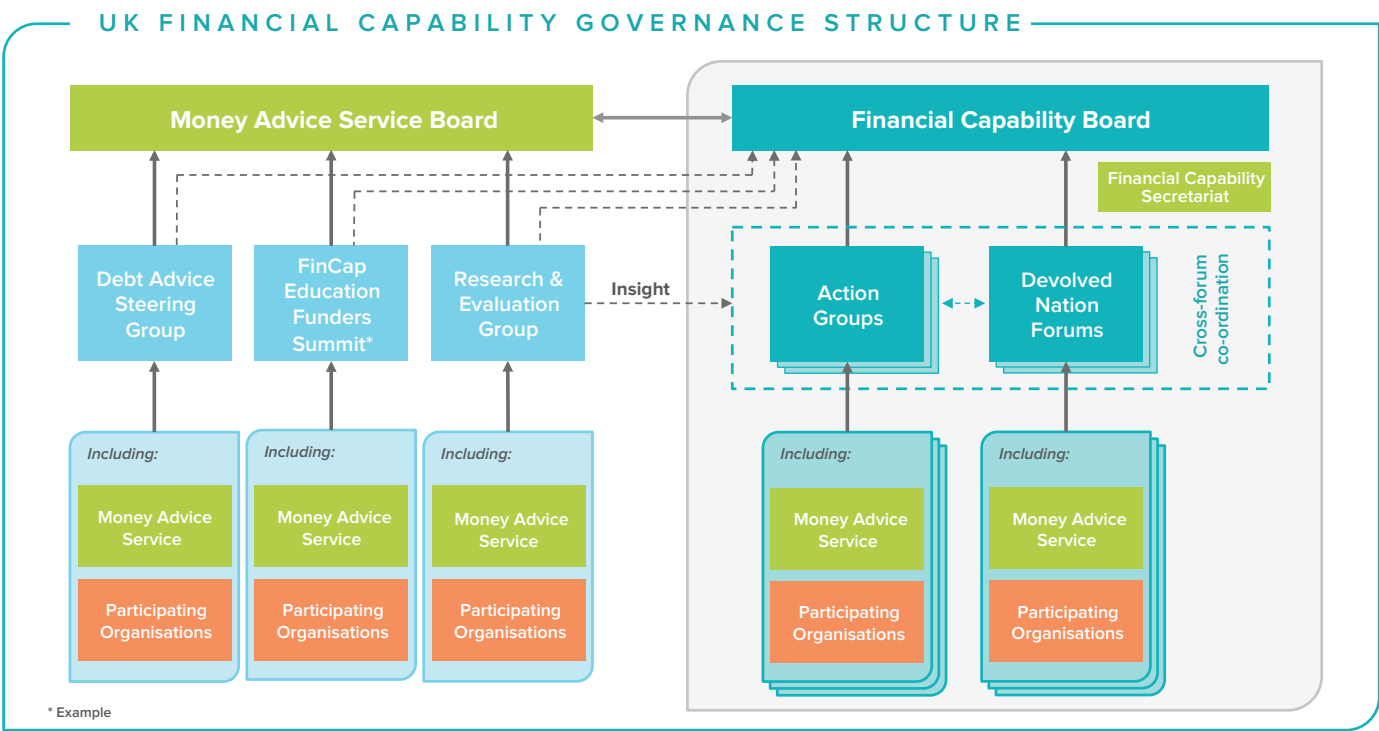 UK FINANCIAL CAPABILITY GOVERNANCE STRUCTURE
Money Advice Service Board
Financial Capability Board
Financial Capability
Secretariat
Debt Advice
Steering
Group
FinCap
Education
Funders
Summit*
Research &
Evaluation
Group
Insight
Action
Groups
Devolved
Nation
Forums
Cross-forum
co-ordination
Including:
Money Advice
Service
Participating
Organisations
Including:
Money Advice
Service
Participating
Organisations
Including:
Money Advice
Service
Participating
Organisations
Including:
Money Advice
Service
Participating
Organisations
Including:
Money Advice
Service
Participating
Organisations
* Example